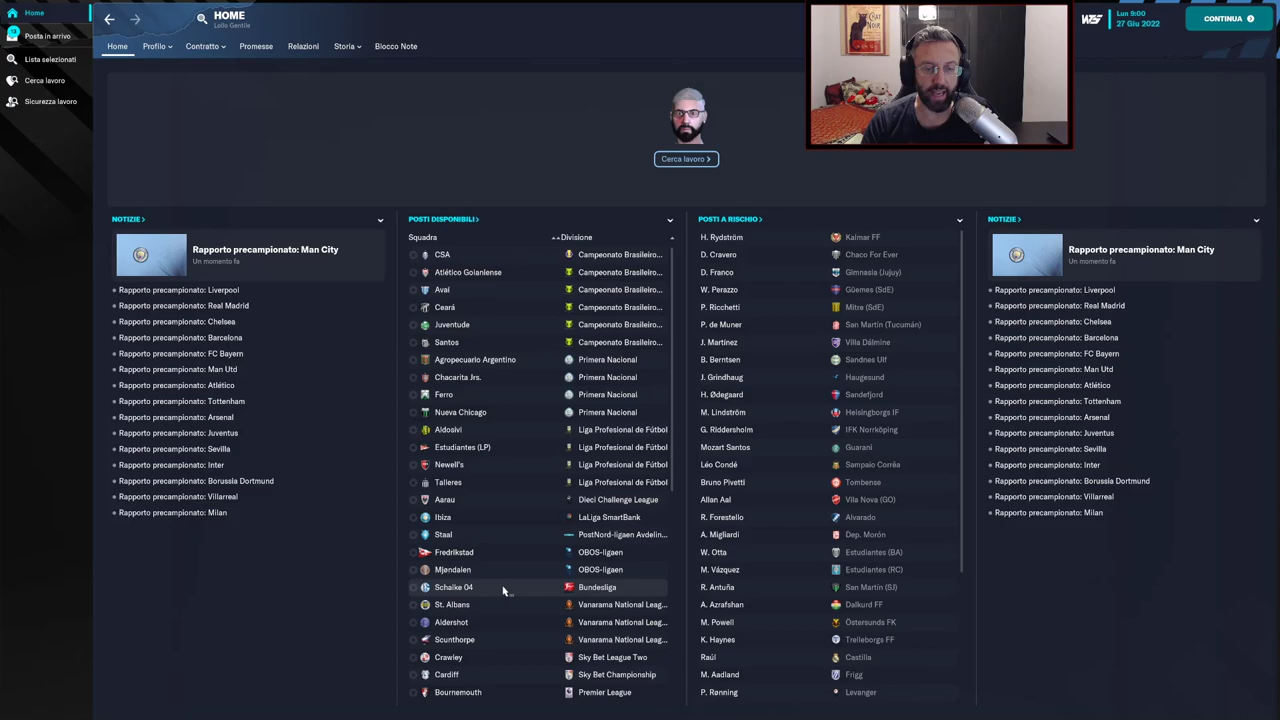 Home
Posta in arrivo
Lista selezionati
Cerca lavoro
Sicurezza lavoro
HOME
Lollo Gentile
Home
Profilo
Contratto
Promesse
Relazioni
Storia
Blocco Note
CHAT
NOIR
Lun 9:00
27 Giu 2022
CONTINUA
Cerca lavoro
NOTIZIE
Rapporto precampionato: Man City
Un momento fa
Rapporto precampionato: Liverpool
Rapporto precampionato: Real Madrid
Rapporto precampionato: Chelsea
Rapporto precampionato: Barcelona
Rapporto precampionato: FC Bayern
Rapporto precampionato: Man Utd
Rapporto precampionato: Atlético
Rapporto precampionato: Tottenham
Rapporto precampionato: Arsenal
Rapporto precampionato: Juventus
Rapporto precampionato: Sevilla
Rapporto precampionato: Inter
Rapporto precampionato: Borussia Dortmund
Rapporto precampionato: Villarreal
Rapporto precampionato: Milan
POSTI DISPONIBILI
Squadra Divisione
CSA Campeonato Brasileiro...
Atlético Goianiense Campeonato Brasileiro...
Avaí Campeonato Brasileiro...
Ceará Campeonato Brasileiro...
Juventude Campeonato Brasileiro...
Santos Campeonato Brasileiro...
Agropecuario Argentino Primera Nacional
Chacarita Jrs. Primera Nacional
Ferro Primera Nacional
Nueva Chicago Primera Nacional
Aldosivi Liga Profesional de Fútbol
Estudiantes (LP) Liga Profesional de Fútbol
Newell's Liga Profesional de Fútbol
Talleres Liga Profesional de Fútbol
Aarau Dieci Challenge League
Ibiza LaLiga SmartBank
Staal PostNord-ligaen Avdelin...
Fredrikstad OBOS-ligaen
Mjøndalen OBOS-ligaen
Schalke 04 Bundesliga
St. Albans Vanarama National Leag...
Aldershot Vanarama National Leag...
Scunthorpe Vanarama National Leag...
Crawley Sky Bet League Two
Cardiff Sky Bet Championship
Bournemouth Premier League
POSTI A RISCHIO
H. Rydström Kalmar FF
D. Cravero Chaco For Ever
D. Franco Gimnasia (Jujuy)
W. Perazzo Güemes (SdE)
P. Ricchetti Mitre (SdE)
P. de Muner San Martín (Tucumán)
J. Martínez Villa Dálmine
B. Berntsen Sandnes Ulf
J. Grindhaug Haugesund
H. Ødegaard Sandefjord
M. Lindström Helsingborgs IF
G. Riddersholm IFK Norrköping
Mozart Santos Guarani
Léo Condé Sampaio Corrêa
Bruno Pivetti Tombense
Allan Aal Vila Nova (GO)
R. Forestello Alvarado
A. Migliardi Dep. Morón
W. Otta Estudiantes (BA)
M. Vázquez Estudiantes (RC)
R. Antuña San Martín (SJ)
A. Azrafshan Dalkurd FF
M. Powell Östersunds FK
K. Haynes Trelleborgs FF
Raúl Castilla
M. Aadland Frigg
P. Rønning Levanger
NOTIZIE
Rapporto precampionato: Man City
Un momento fa
Rapporto precampionato: Liverpool
Rapporto precampionato: Real Madrid
Rapporto precampionato: Chelsea
Rapporto precampionato: Barcelona
Rapporto precampionato: FC Bayern
Rapporto precampionato: Man Utd
Rapporto precampionato: Atlético
Rapporto precampionato: Tottenham
Rapporto precampionato: Arsenal
Rapporto precampionato: Juventus
Rapporto precampionato: Sevilla
Rapporto precampionato: Inter
Rapporto precampionato: Borussia Dortmund
Rapporto precampionato: Villarreal
Rapporto precampionato: Milan